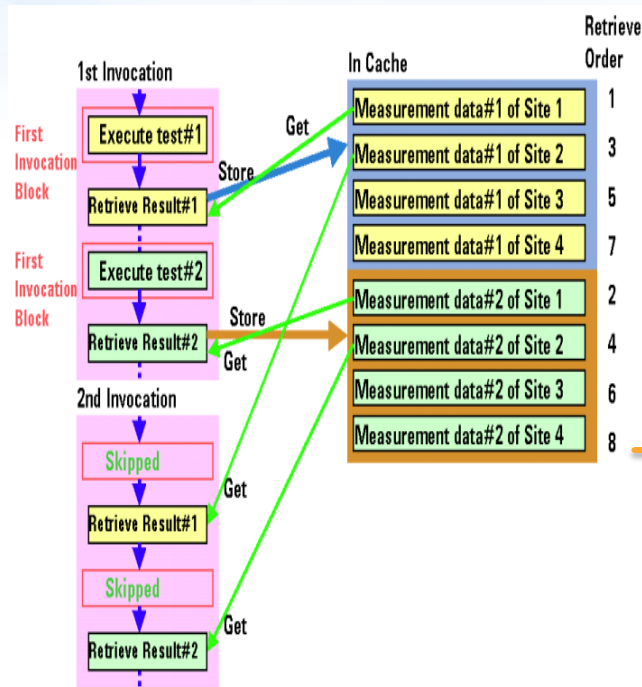 1st Invocation
First
Invocation
Block
Execute test#1
Retrieve Result#1
First
Invocation
Block
Execute test#2
Retrieve Result#2
2nd Invocation
Skipped
Retrieve Result#1
Skipped
Retrieve Result#2
Get
Store
Store
Get
Get
Get
In Cache
Retrieve
Order
Measurement data#1 of Site 1
1
Measurement data#1 of Site 2
3
Measurement data#1 of Site 3
5
Measurement data#1 of Site 4
7
Measurement data#2 of Site 1
2
Measurement data#2 of Site 2
4
Measurement data#2 of Site 3
6
Measurement data#2 of Site 4
8